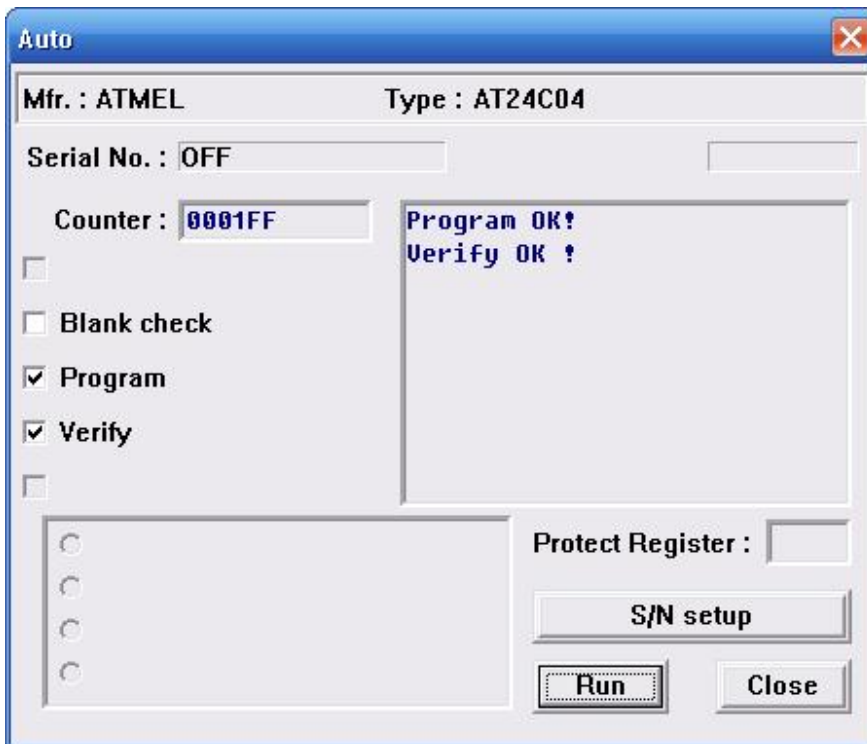 Auto
Mfr. : ATMEL Type : AT24C04
Serial No. : OFF
Counter : 0001FF
Program OK!
Verify OK !
Blank check
Program
Verify
Protect Register :
S/N setup
Run
Close